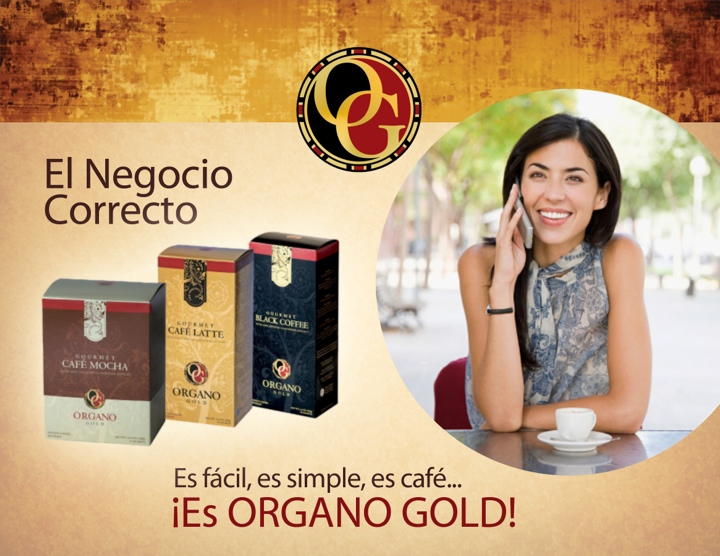 OG
El Negocio
Correcto
GOURMET
CAFÉ MOCHA
ORGANO
GOLD
GOURMET
CAFÉ LATTE
ORGANO
GOLD
GOURMET
BLACK COFFEE
ORGANO
GOLD
Es fácil, es simple, es café...
¡Es ORGANO GOLD!